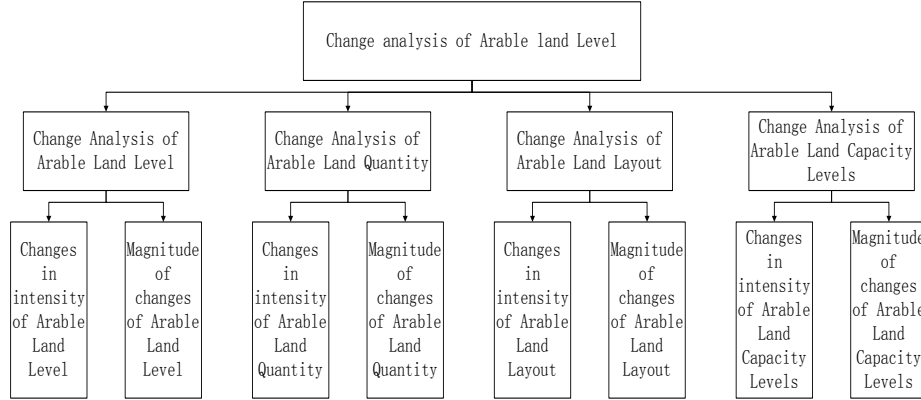 Change analysis of Arable land Level
Change Analysis of
Arable Land Level
Change Analysis of
Arable Land Quantity
Change Analysis of
Arable Land Layout
Change Analysis of
Arable Land Capacity
Levels
Changes
in
intensity
of Arable
Land
Level
Magnitude
of
changes
of Arable
Land
Level
Changes
in
intensity
of Arable
Land
Quantity
Magnitude
of
changes
of Arable
Land
Quantity
Changes
in
intensity
of Arable
Land
Layout
Magnitude
of
changes
of Arable
Land
Layout
Changes
in
intensity
of Arable
Land
Capacity
Levels
Magnitude
of
changes
of Arable
Land
Capacity
Levels